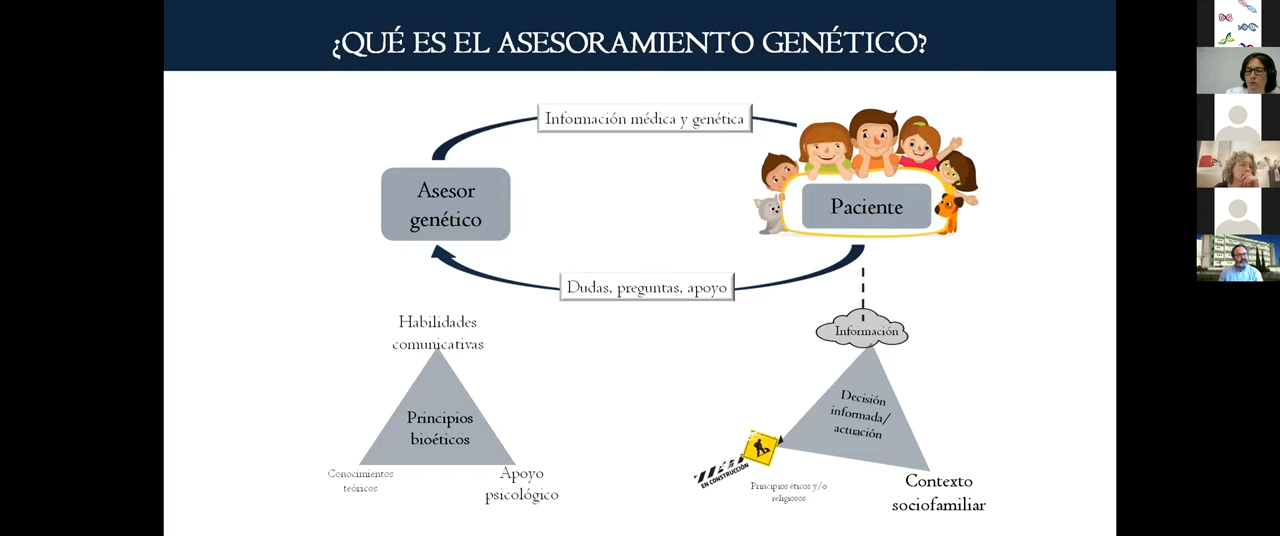 ¿QUÉ ES EL ASESORAMIENTO GENÉTICO?
Información médica y genética
Asesor
genético
Paciente
Dudas, preguntas, apoyo
Habilidades
comunicativas
Principios
bioéticos
Conocimientos
teóricos
Apoyo
psicológico
Información
Decisión
informada/
actuación
EN CONSTRUCCIÓN
Principios éticos y/o
religiosos
Contexto
sociofamiliar